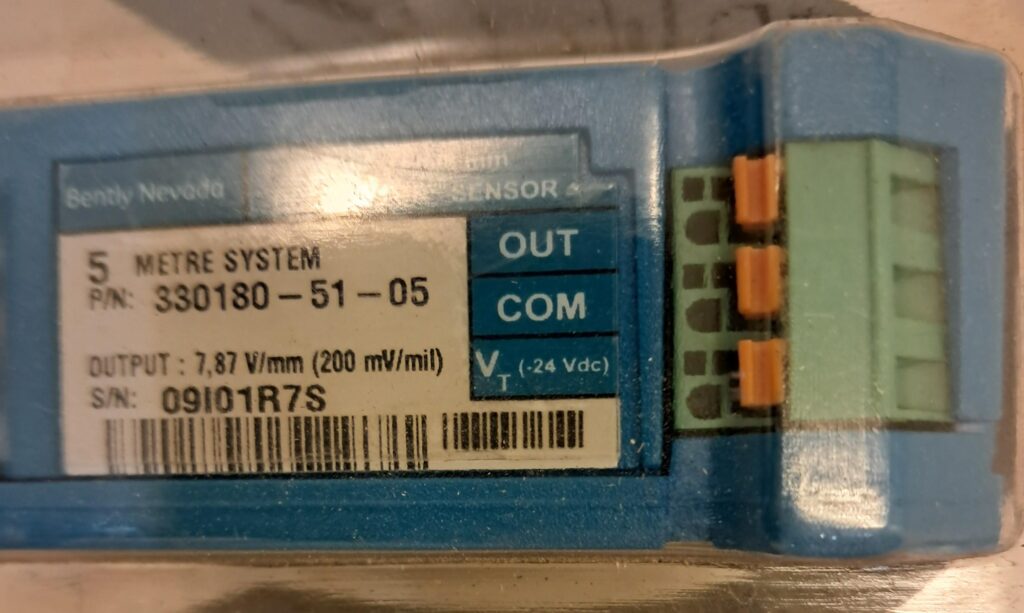 Bently Nevada
SENSOR
5 METRE SYSTEM
P/N: 330180-51-05
OUTPUT : 7,87 V/mm (200 mV/mil)
S/N: 09I01R7S
OUT
COM
VT (-24 Vdc)